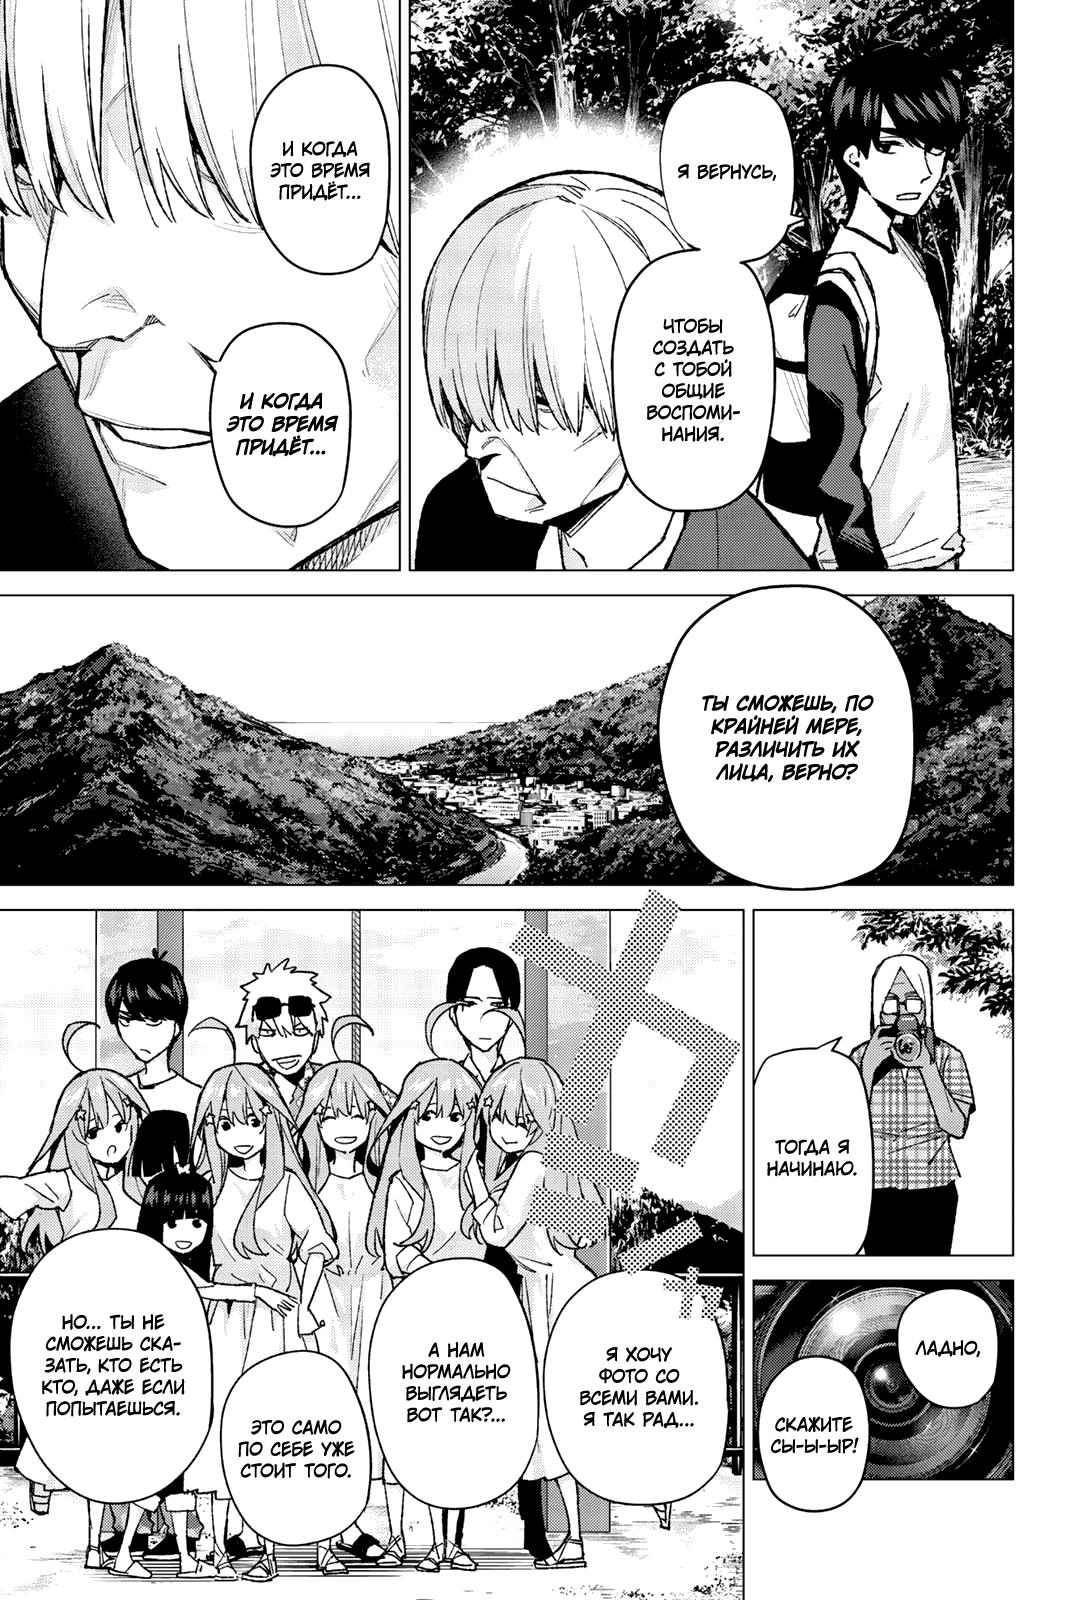 Я ВЕРНУСЬ,
ЧТОБЫ
СОЗДАТЬ
С ТОБОЙ
ОБЩИЕ
ВОСПОМИ-
НАНИЯ.
И КОГДА
ЭТО ВРЕМЯ
ПРИДЁТ...
И КОГДА
ЭТО ВРЕМЯ
ПРИДЁТ...
ТЫ СМОЖЕШЬ, ПО
КРАЙНЕЙ МЕРЕ,
РАЗЛИЧИТЬ ИХ
ЛИЦА, ВЕРНО?
ТОГДА Я
НАЧИНАЮ.
ЛАДНО,
СКАЖИТЕ
СЫ-Ы-ЫР!
Я ХОЧУ
ФОТО СО
ВСЕМИ ВАМИ.
Я ТАК РАД...
А НАМ
НОРМАЛЬНО
ВЫГЛЯДЕТЬ
ВОТ ТАК?...
ЭТО САМО
ПО СЕБЕ УЖЕ
СТОИТ ТОГО.
НО... ТЫ НЕ
СМОЖЕШЬ СКА-
ЗАТЬ, КТО ЕСТЬ
КТО, ДАЖЕ ЕСЛИ
ПОПЫТАЕШЬСЯ.